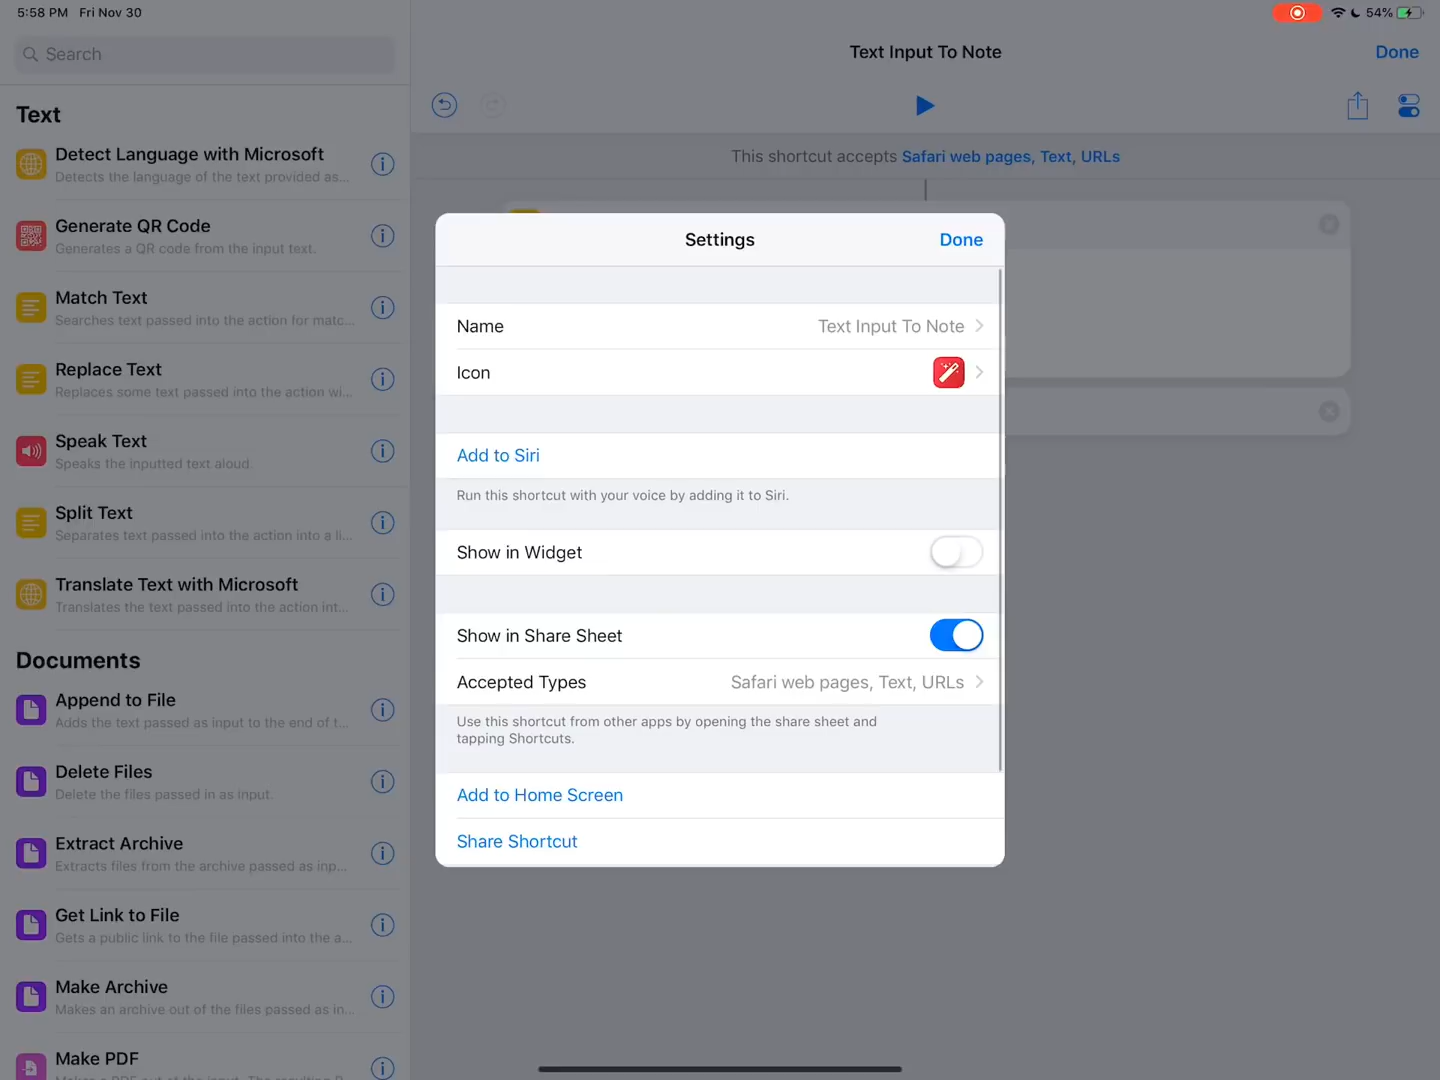 5:58 PM Fri Nov 30
54%
Search
Text
Detect Language with Microsoft
Detects the language of the text provided as...
Generate QR Code
Generates a QR code from the input text.
Match Text
Searches text passed into the action for matc...
Replace Text
Replaces some text passed into the action wi...
Speak Text
Speaks the inputted text aloud.
Split Text
Separates text passed into the action into a li...
Translate Text with Microsoft
Translates the text passed into the action int...
Documents
Append to File
Adds the text passed as input to the end of t...
Delete Files
Delete the files passed in as input.
Extract Archive
Extracts files from the archive passed as inp...
Get Link to File
Gets a public link to the file passed into the a...
Make Archive
Makes an archive out of the files passed as in...
Make PDF
Text Input To Note
Done
This shortcut accepts Safari web pages, Text, URLs
Settings
Done
Name
Text Input To Note
Icon
Add to Siri
Run this shortcut with your voice by adding it to Siri.
Show in Widget
Show in Share Sheet
Accepted Types
Safari web pages, Text, URLs
Use this shortcut from other apps by opening the share sheet and
tapping Shortcuts.
Add to Home Screen
Share Shortcut